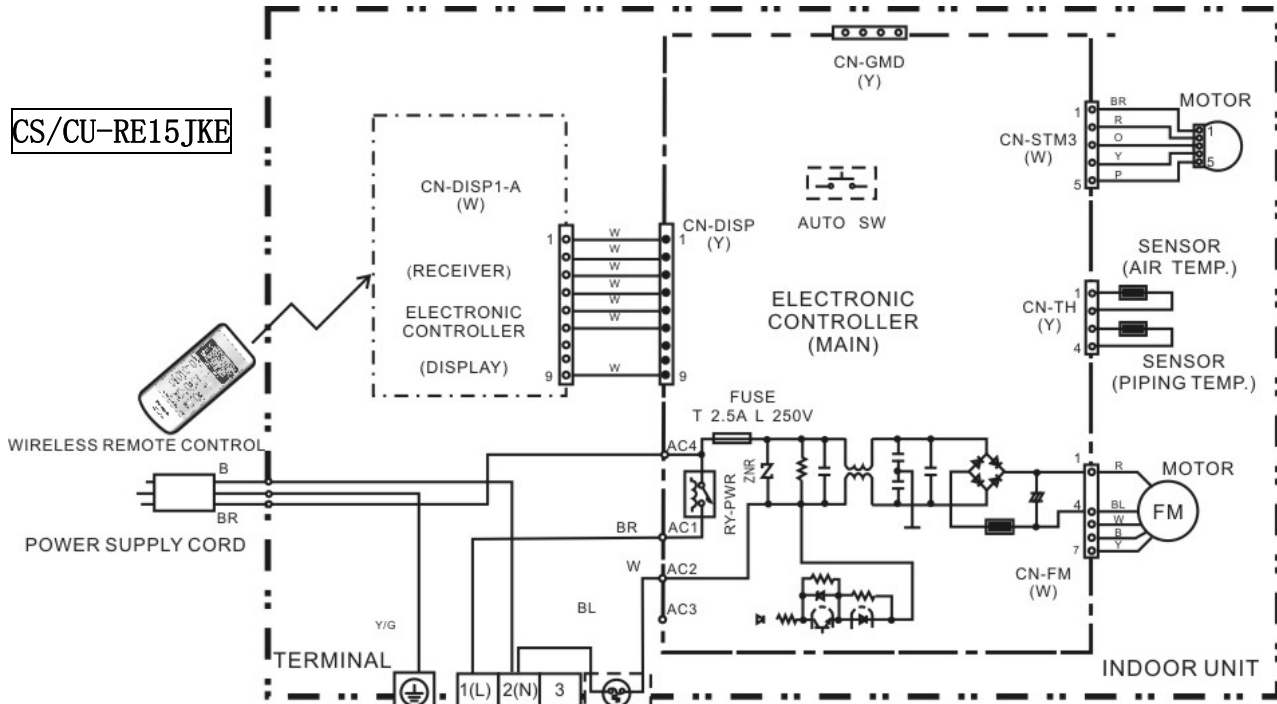 CN-GMD
(Y)
CS/CU-RE15JKE
BR
R
O
Y
P
1
5
CN-STM3
(W)
MOTOR
1
5
CN-DISP1-A
(W)
AUTO SW
CN-DISP
(Y)
1
9
W
W
W
W
W
W
W
1
9
(RECEIVER)
ELECTRONIC
CONTROLLER
(DISPLAY)
ELECTRONIC
CONTROLLER
(MAIN)
SENSOR
(AIR TEMP.)
CN-TH
(Y)
1
4
SENSOR
(PIPING TEMP.)
FUSE
T 2.5A L 250V
WIRELESS REMOTE CONTROL
AC4
ZNR
RY-PWR
1
4
7
R
BL
W
B
Y
MOTOR
FM
CN-FM
(W)
B
BR
POWER SUPPLY CORD
BR
AC1
W
AC2
BL
AC3
Y/G
TERMINAL
1(L)
2(N)
3
INDOOR UNIT